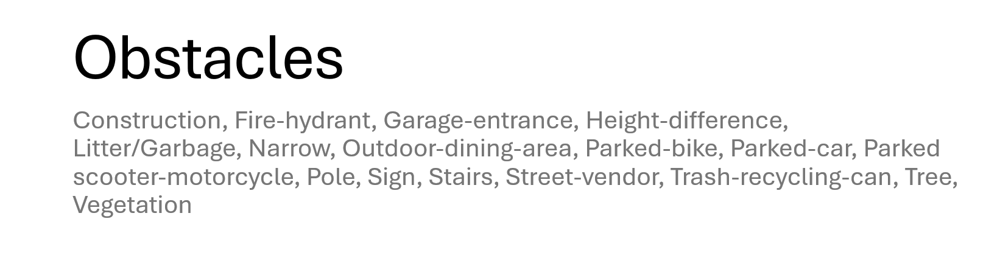 Obstacles
Construction, Fire-hydrant, Garage-entrance, Height-difference,
Litter/Garbage, Narrow, Outdoor-dining-area, Parked-bike, Parked-car, Parked
scooter-motorcycle, Pole, Sign, Stairs, Street-vendor, Trash-recycling-can, Tree,
Vegetation